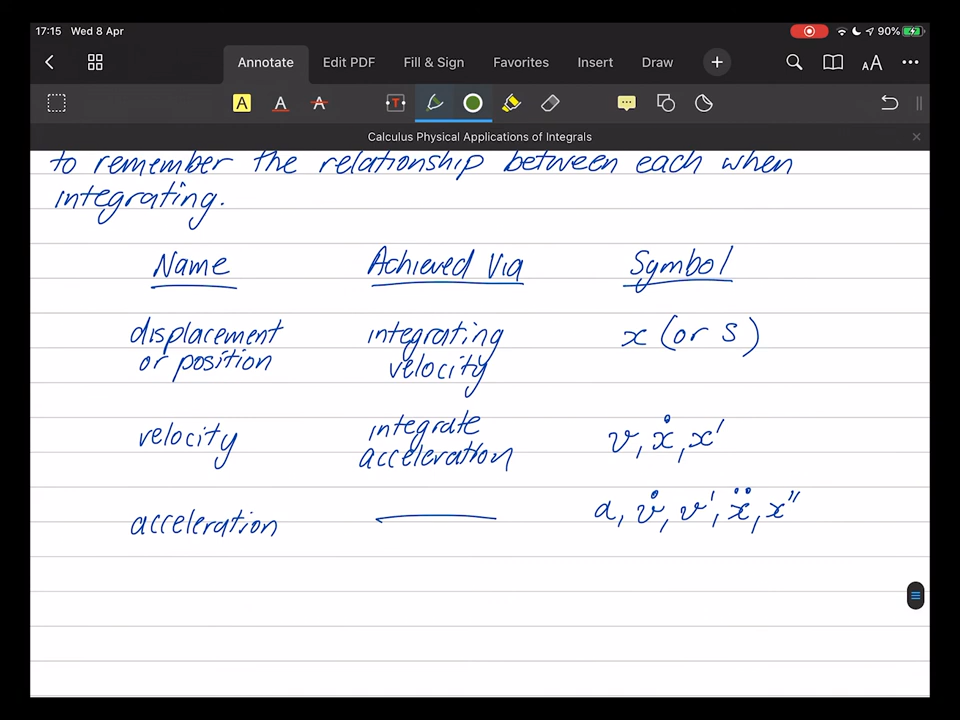 17:15 Wed 8 Apr 90%
Annotate Edit PDF Fill & Sign Favorites Insert Draw
Calculus Physical Applications of Integrals
to remember the relationship between each when
integrating.
Name Achieved Via Symbol
displacement integrating x (or s)
or position velocity
velocity integrate v, ẋ, x'
acceleration
acceleration — a, v̇, v', ẍ, x''